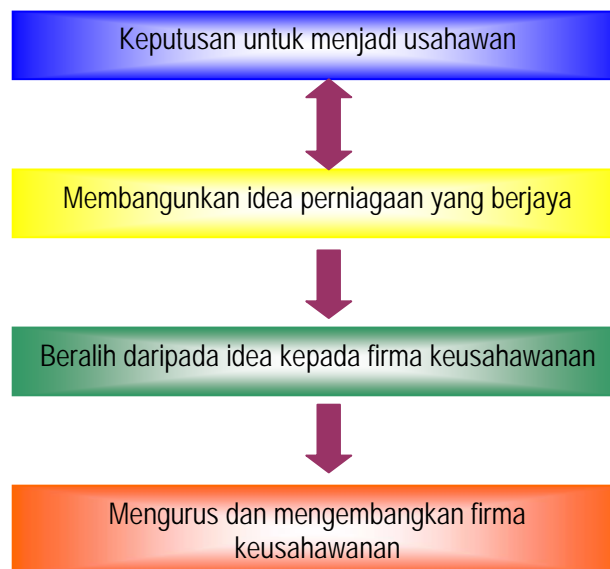 Keputusan untuk menjadi usahawan
Membangunkan idea perniagaan yang berjaya
Beralih daripada idea kepada firma keusahawanan
Mengurus dan mengembangkan firma
keusahawanan